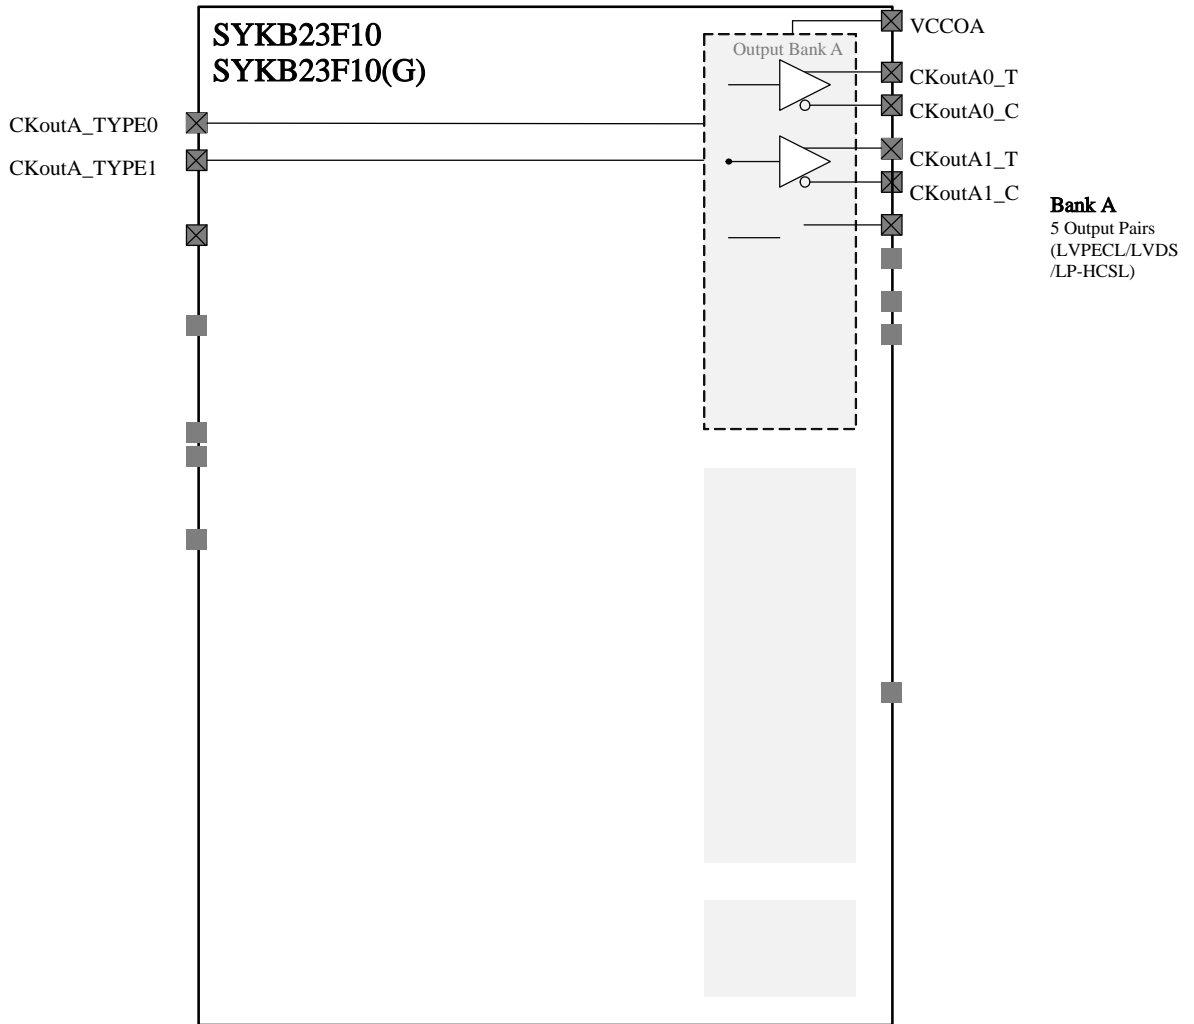 SYKB23F10
SYKB23F10(G)
Output Bank A
VCCOA
CKoutA0_T
CKoutA0_C
CKoutA_TYPE0
CKoutA_TYPE1
CKoutA1_T
CKoutA1_C
Bank A
5 Output Pairs
(LVPECL/LVDS
/LP-HCSL)